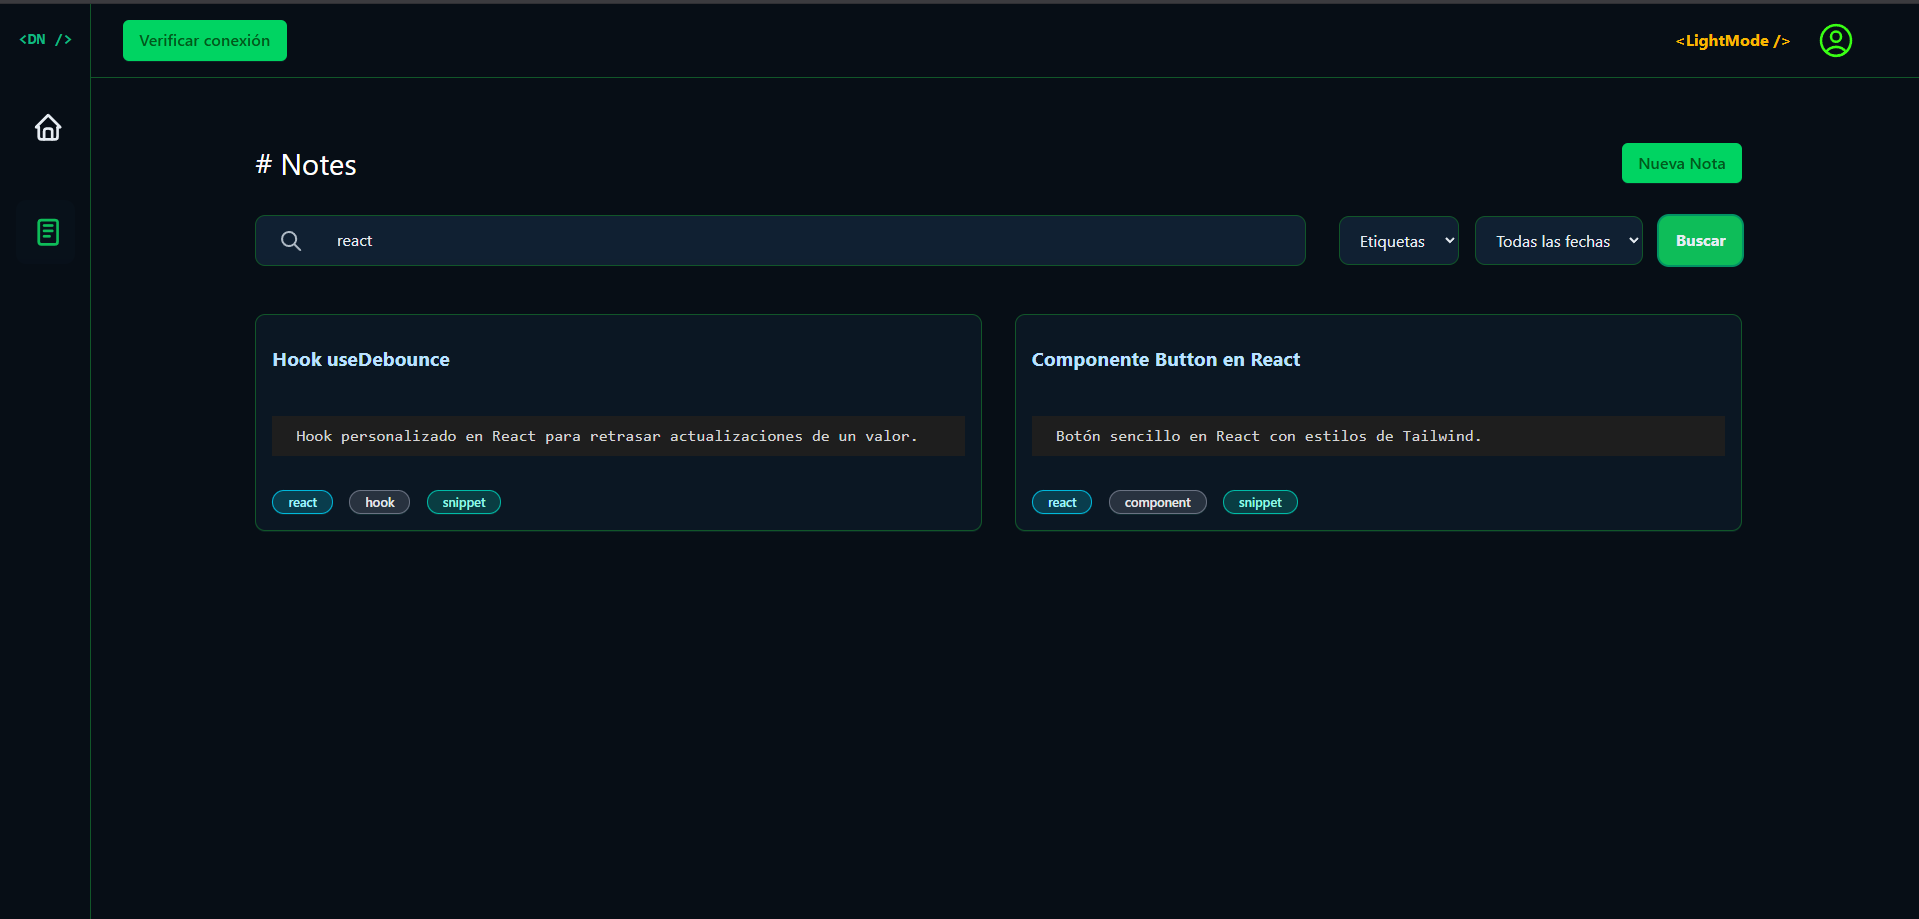 <DN />
Verificar conexión
<LightMode />
# Notes
Nueva Nota
react
Etiquetas
Todas las fechas
Buscar
Hook useDebounce
Hook personalizado en React para retrasar actualizaciones de un valor.
react hook snippet
Componente Button en React
Botón sencillo en React con estilos de Tailwind.
react component snippet